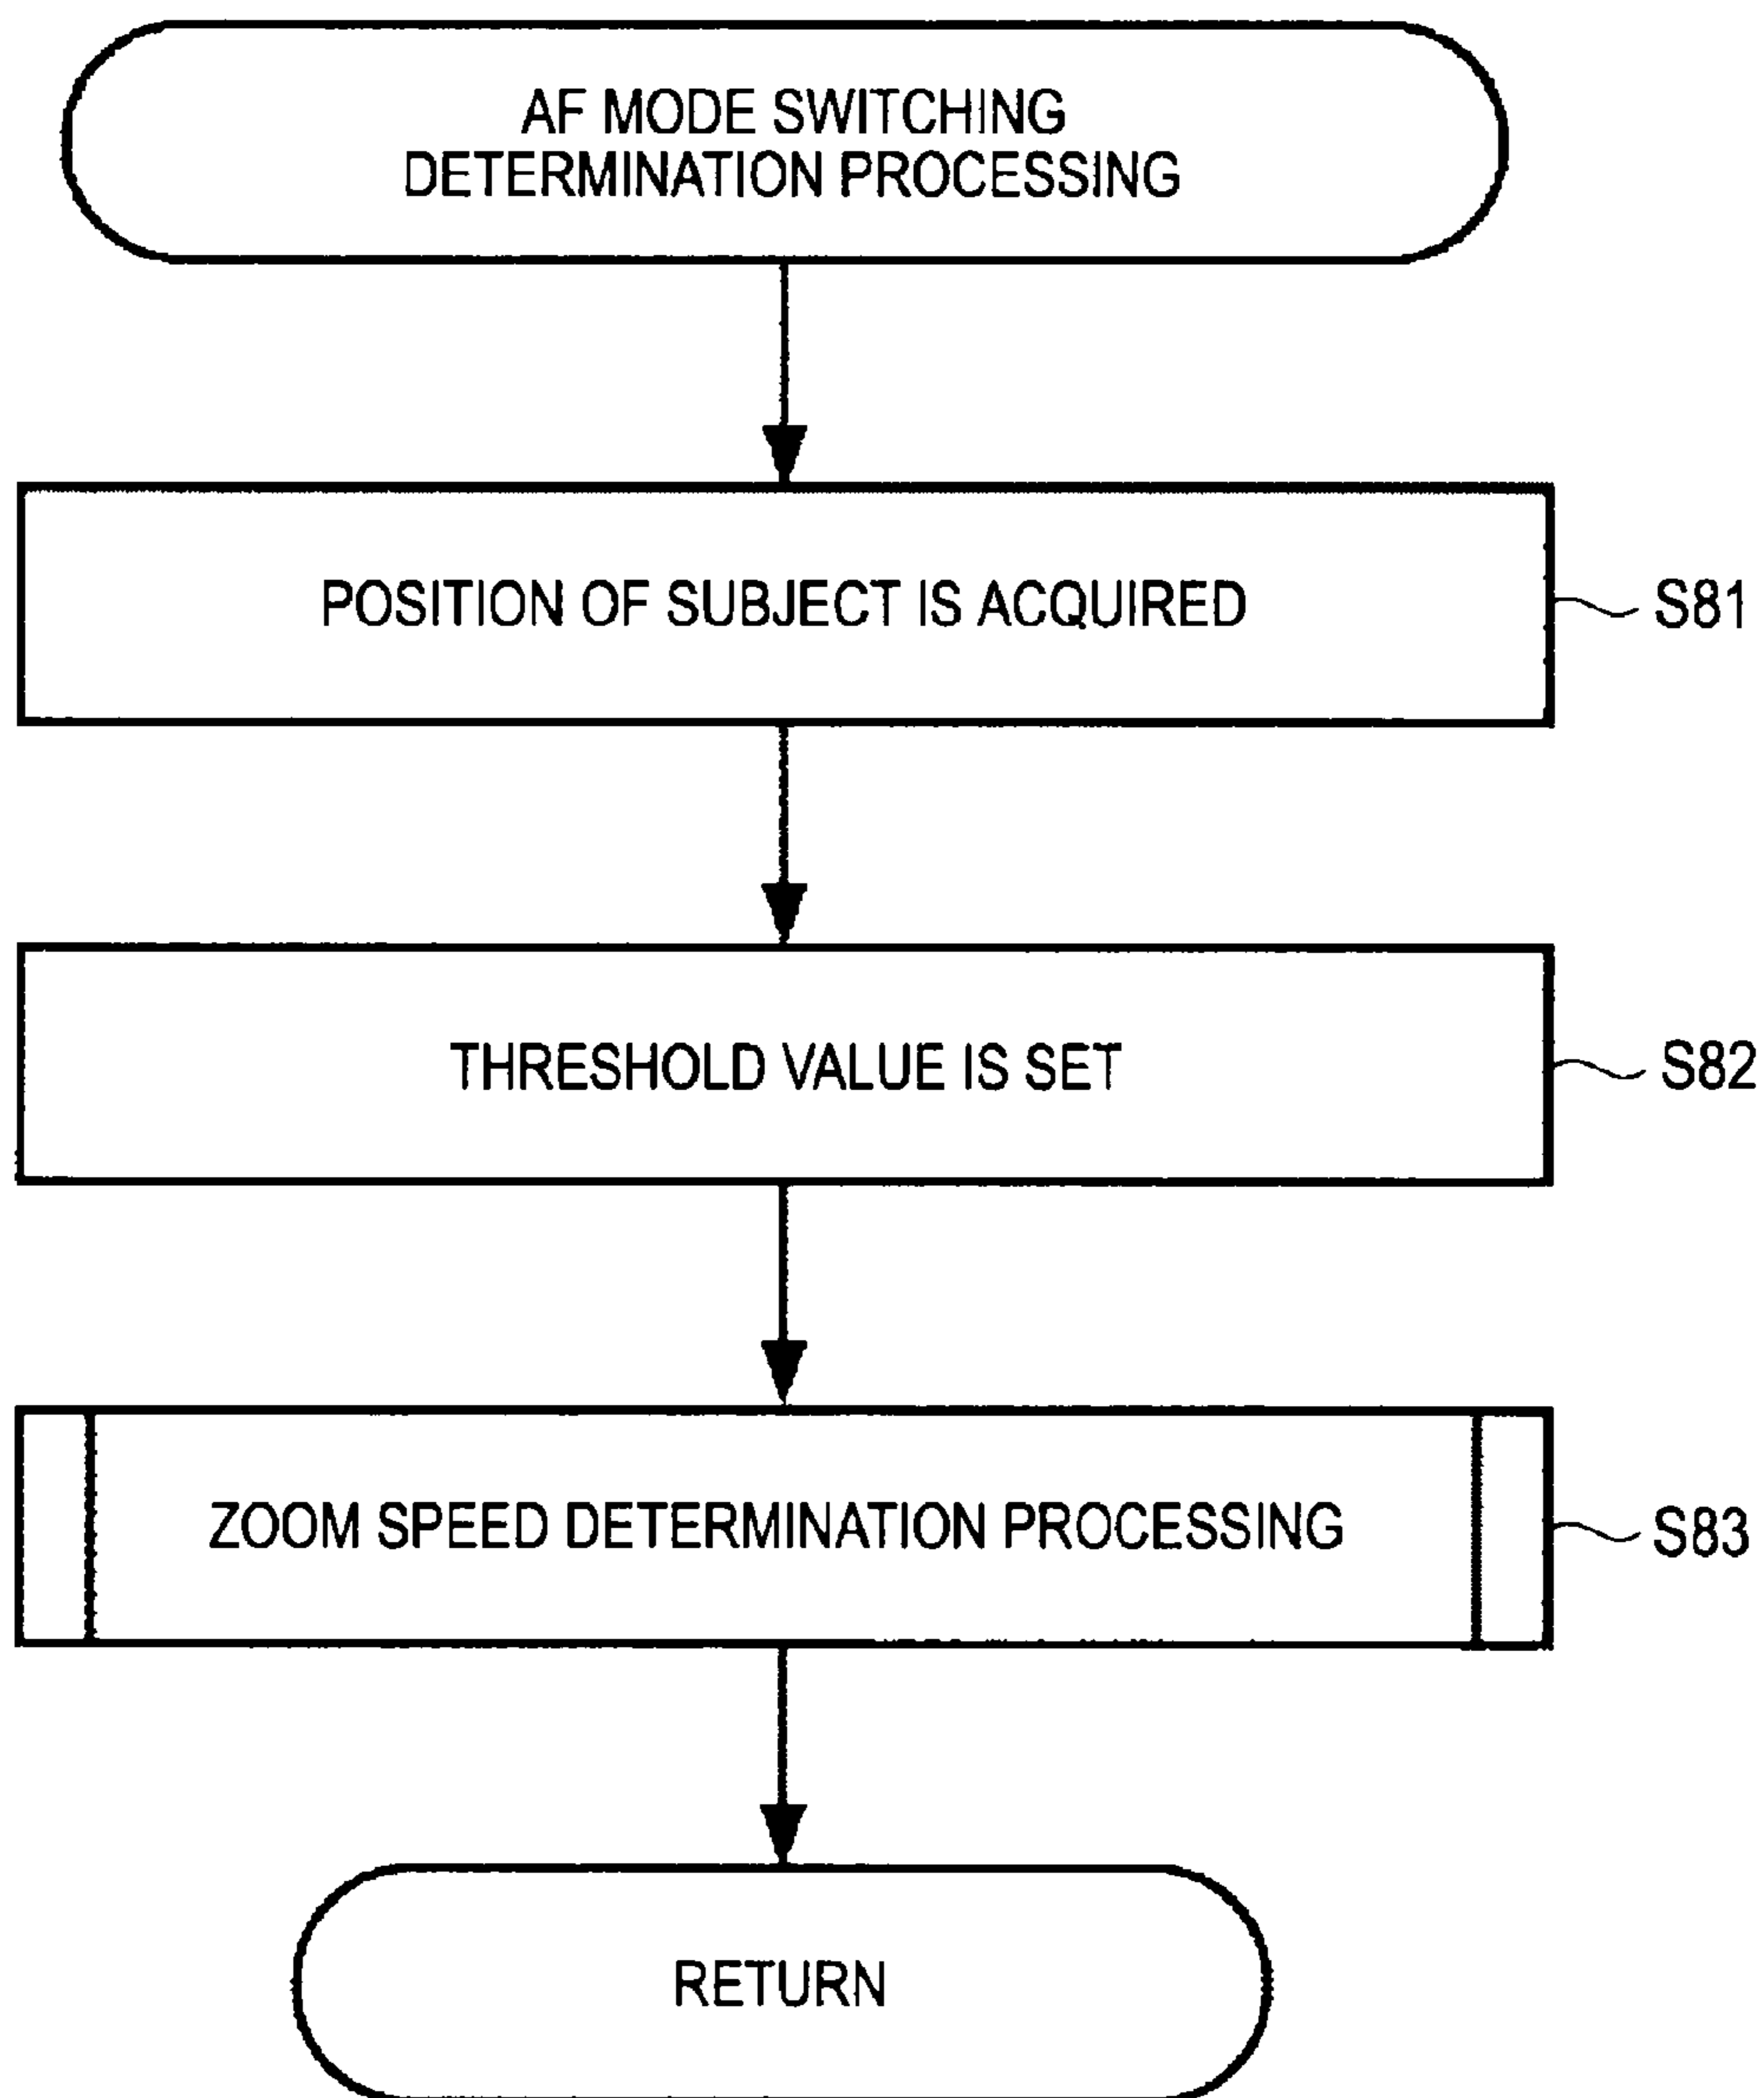 AF MODE SWITCHING
DETERMINATION PROCESSING
POSITION OF SUBJECT IS ACQUIRED
S81
THRESHOLD VALUE IS SET
S82
ZOOM SPEED DETERMINATION PROCESSING
S83
RETURN